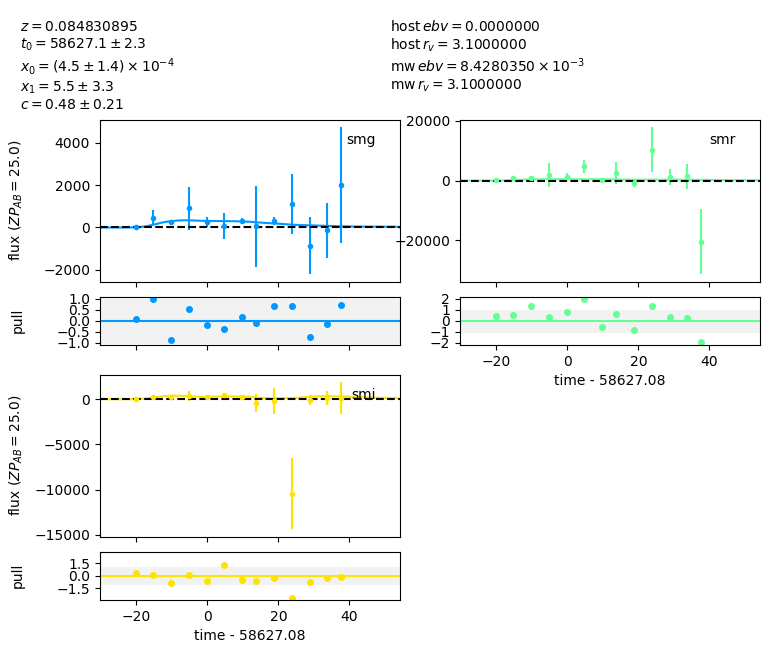 z = 0.084830895
t₀ = 58627.1 ± 2.3
x₀ = (4.5 ± 1.4) × 10⁻⁴
x₁ = 5.5 ± 3.3
c = 0.48 ± 0.21
host ebv = 0.0000000
host r_v = 3.1000000
mw ebv = 8.4280350 × 10⁻³
mw r_v = 3.1000000
smg
4000
2000
0
−2000
flux (ZP_AB = 25.0)
1.0
0.5
0.0
−0.5
−1.0
pull
smr
20000
0
−20000
2
1
0
−1
−2
−20 0 20 40
time - 58627.08
smi
0
−5000
−10000
−15000
flux (ZP_AB = 25.0)
1.5
0.0
−1.5
pull
−20 0 20 40
time - 58627.08